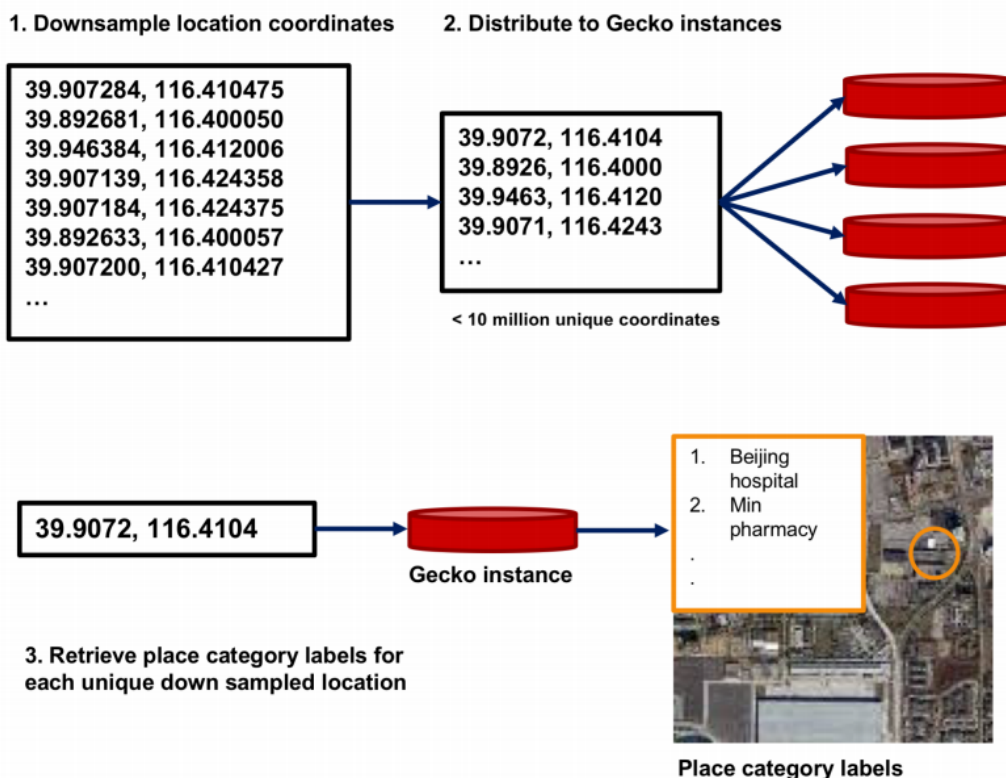 1. Downsample location coordinates
2. Distribute to Gecko instances
39.907284, 116.410475
39.892681, 116.400050
39.946384, 116.412006
39.907139, 116.424358
39.907184, 116.424375
39.892633, 116.400057
39.907200, 116.410427
...
39.9072, 116.4104
39.8926, 116.4000
39.9463, 116.4120
39.9071, 116.4243
...
< 10 million unique coordinates
39.9072, 116.4104
Gecko instance
1. Beijing
hospital
2. Min
pharmacy
.
.
3. Retrieve place category labels for
each unique down sampled location
Place category labels